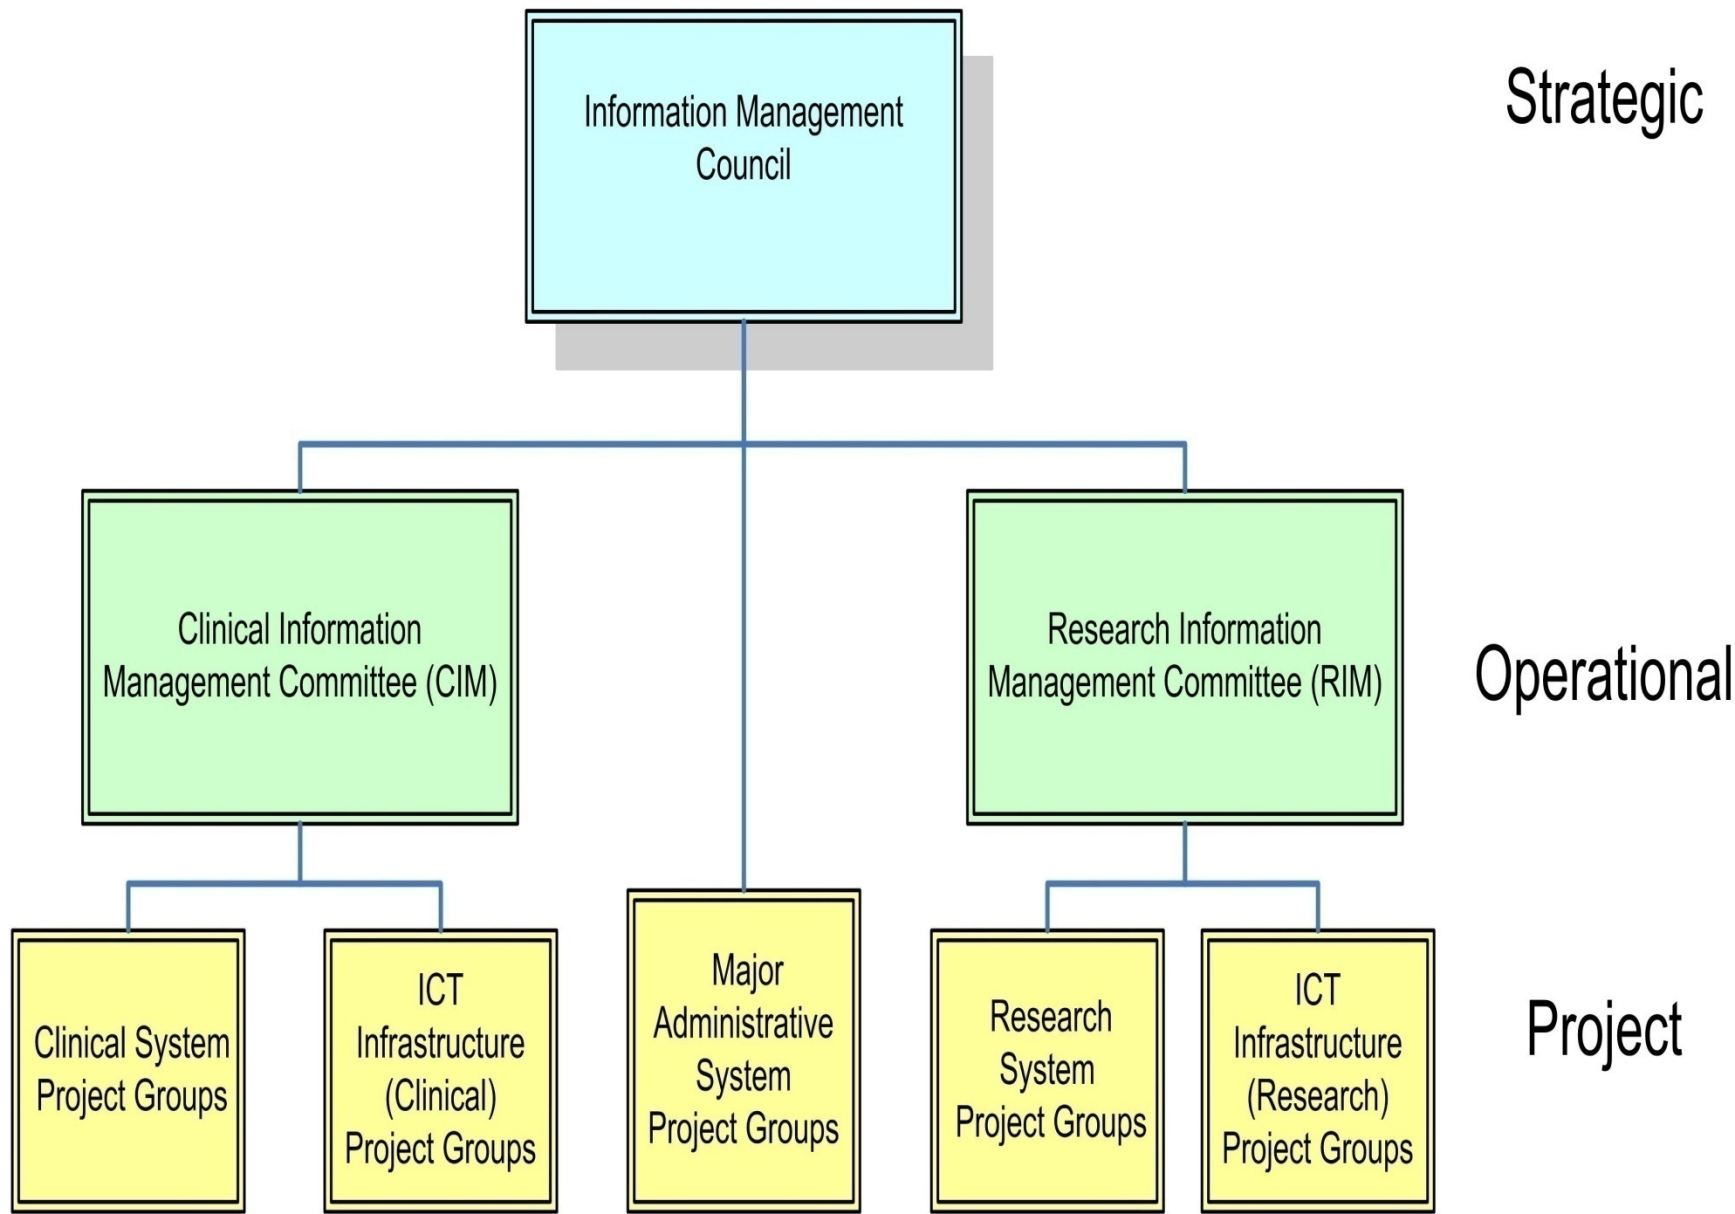 Information Management
Council
Strategic
Clinical Information
Management Committee (CIM)
Research Information
Management Committee (RIM)
Operational
Clinical System
Project Groups
ICT
Infrastructure
(Clinical)
Project Groups
Major
Administrative
System
Project Groups
Research
System
Project Groups
ICT
Infrastructure
(Research)
Project Groups
Project